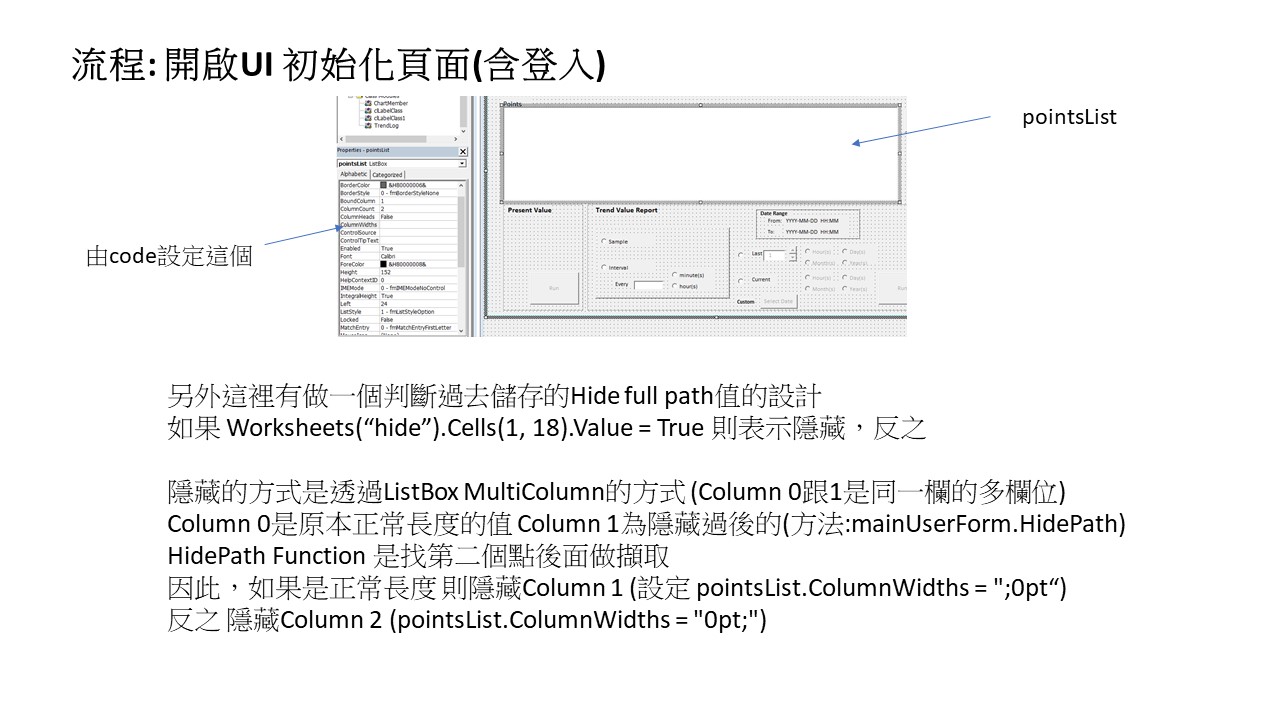 流程: 開啟UI 初始化頁面(含登入)
ChartMember
clLabelClass
clLabelClass1
TrendLog
Properties - pointsList
pointsList ListBox
Alphabetic Categorized
BorderColor &H80000006&
BorderStyle 0 - fmBorderStyleNone
BoundColumn 1
ColumnCount 2
ColumnHeads False
ColumnWidths
ControlSource
ControlTipText
Enabled True
Font Calibri
ForeColor &H80000008&
Height 152
HelpContextID 0
IMEMode 0 - fmIMEModeNoControl
IntegralHeight True
Left 24
ListStyle 1 - fmListStyleOption
Locked False
MatchEntry 0 - fmMatchEntryFirstLetter
Points
Present Value
Run
Trend Value Report
Sample
Interval
Every
minute(s)
hour(s)
Date Range
From: YYYY-MM-DD HH:MM
To: YYYY-MM-DD HH:MM
Last 1 Hour(s) Day(s)
Month(s) Year(s)
Current Hour(s) Day(s)
Month(s) Year(s)
Custom Select Date
Run
pointsList
由code設定這個
另外這裡有做一個判斷過去儲存的Hide full path值的設計
如果 Worksheets(“hide”).Cells(1, 18).Value = True 則表示隱藏，反之
隱藏的方式是透過ListBox MultiColumn的方式 (Column 0跟1是同一欄的多欄位)
Column 0是原本正常長度的值 Column 1為隱藏過後的(方法:mainUserForm.HidePath)
HidePath Function 是找第二個點後面做擷取
因此，如果是正常長度 則隱藏Column 1 (設定 pointsList.ColumnWidths = ";0pt“)
反之 隱藏Column 2 (pointsList.ColumnWidths = "0pt;")